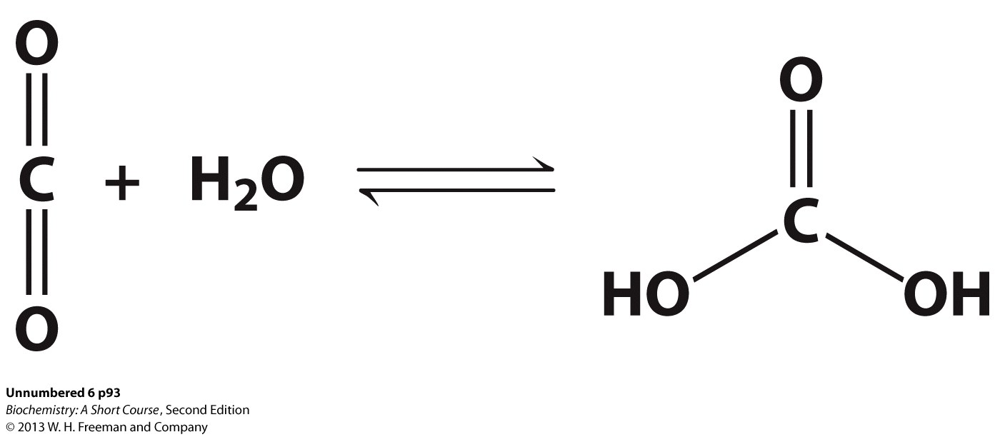 O
C + H₂O
O
O
C
HO OH
Unnumbered 6 p93
Biochemistry: A Short Course, Second Edition
© 2013 W. H. Freeman and Company